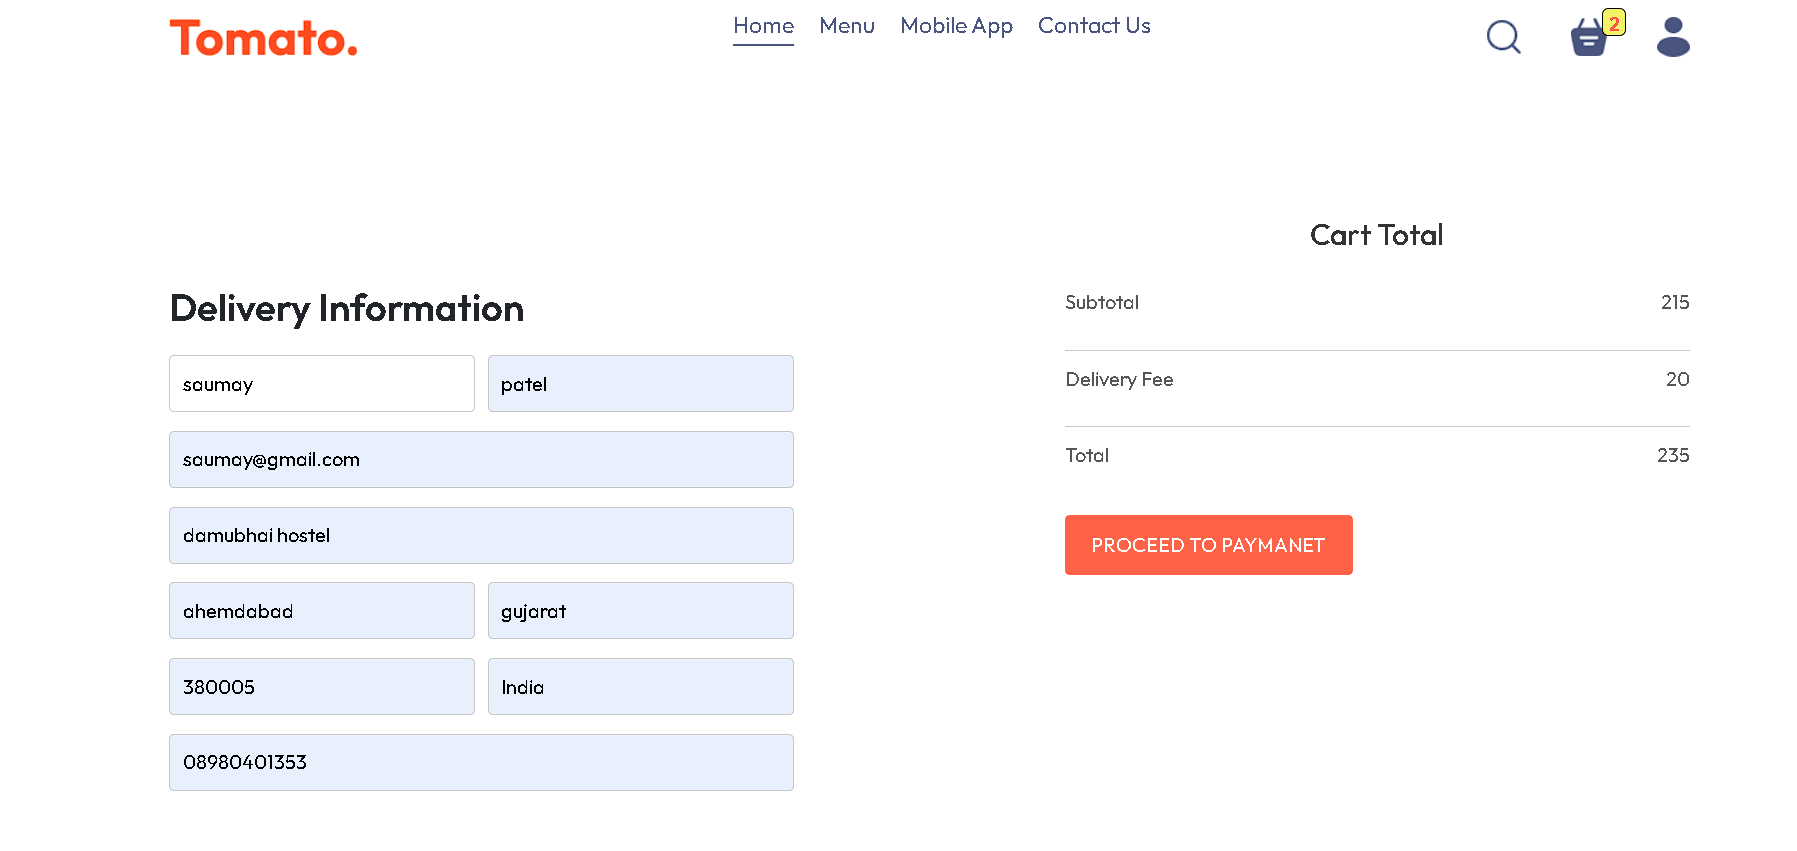 Tomato.
Home Menu Mobile App Contact Us
2
Cart Total
Subtotal 215
Delivery Fee 20
Total 235
PROCEED TO PAYMANET
Delivery Information
saumay patel
saumay@gmail.com
damubhai hostel
ahemdabad gujarat
380005 India
08980401353